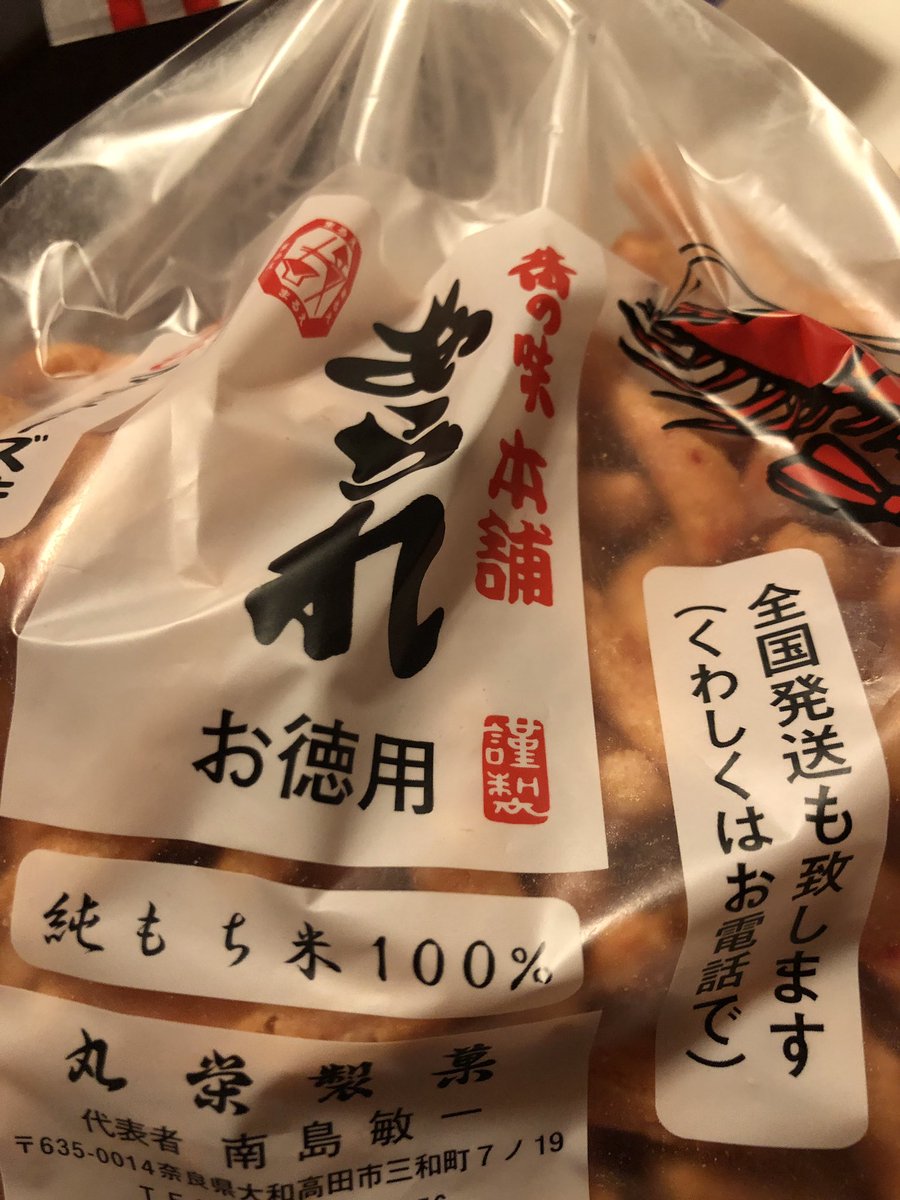 の味
本舗
あられ
お徳用
謹製
全国発送も致します
(くわしくはお電話で)
純もち米100%
丸栄製菓
代表者 南島敏一
〒635-0014奈良県大和高田市三和町7ノ19